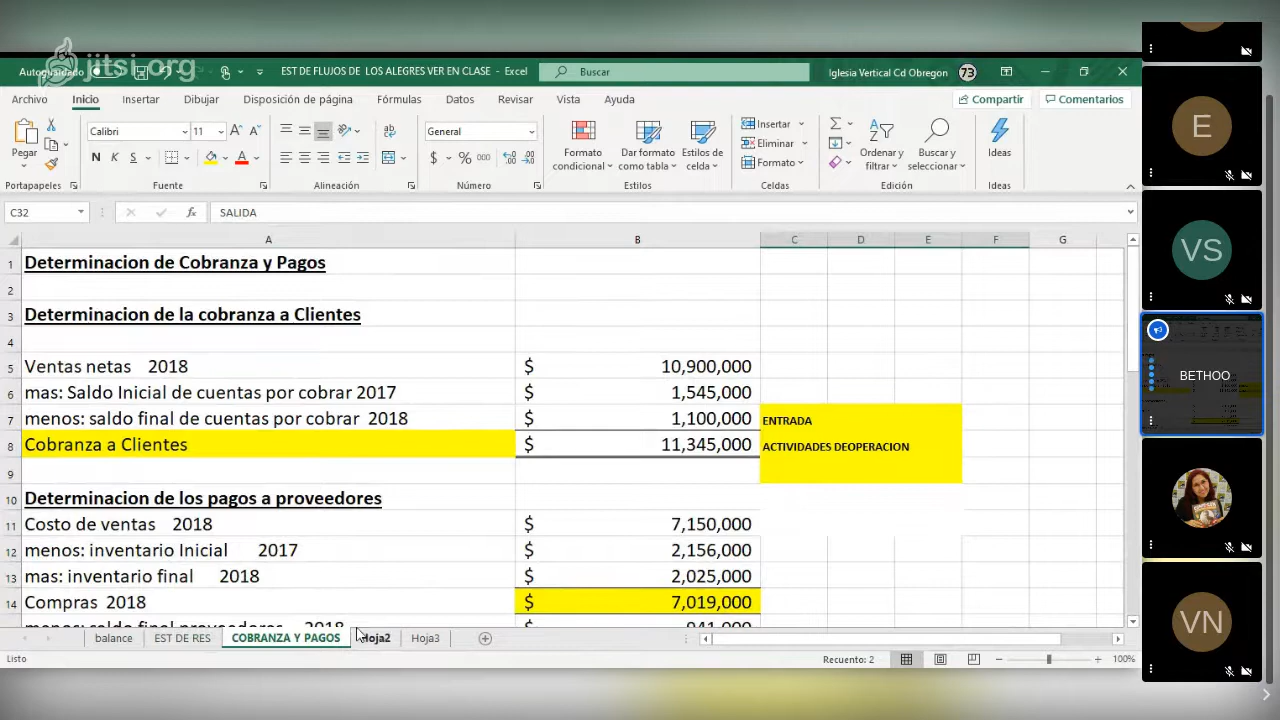 jitsi.org
Autoguardado
EST DE FLUJOS DE LOS ALEGRES VER EN CLASE - Excel
Buscar
Iglesia Vertical Cd Obregon
73
Archivo Inicio Insertar Dibujar Disposición de página Fórmulas Datos Revisar Vista Ayuda
Compartir Comentarios
Pegar
Calibri 11
N K S
General
$ % 000
Formato condicional
Dar formato como tabla
Estilos de celda
Insertar
Eliminar
Formato
Ordenar y filtrar
Buscar y seleccionar
Ideas
Portapapeles Fuente Alineación Número Estilos Celdas Edición Ideas
C32 fx SALIDA
A B C D E F G
1 Determinacion de Cobranza y Pagos
2
3 Determinacion de la cobranza a Clientes
4
5 Ventas netas 2018 $ 10,900,000
6 mas: Saldo Inicial de cuentas por cobrar 2017 $ 1,545,000
7 menos: saldo final de cuentas por cobrar 2018 $ 1,100,000 ENTRADA
8 Cobranza a Clientes $ 11,345,000 ACTIVIDADES DEOPERACION
9
10 Determinacion de los pagos a proveedores
11 Costo de ventas 2018 $ 7,150,000
12 menos: inventario Inicial 2017 $ 2,156,000
13 mas: inventario final 2018 $ 2,025,000
14 Compras 2018 $ 7,019,000
balance EST DE RES COBRANZA Y PAGOS Hoja2 Hoja3
Listo
Recuento: 2
100%
E
VS
BETHOO
VN